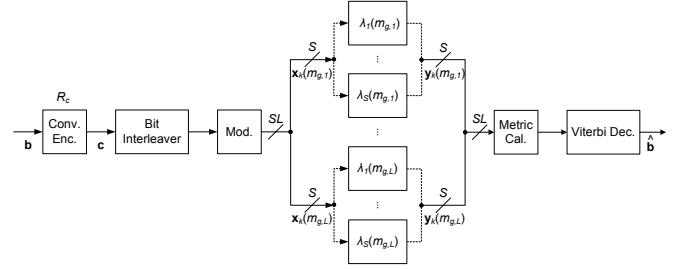 R_c
b
Conv. Enc.
c
Bit Interleaver
Mod.
SL
S
x_k(m_{g,1})
λ_1(m_{g,1})
⋮
λ_S(m_{g,1})
S
y_k(m_{g,1})
⋮
S
x_k(m_{g,L})
λ_1(m_{g,L})
⋮
λ_S(m_{g,L})
S
y_k(m_{g,L})
SL
Metric Cal.
Viterbi Dec.
b̂